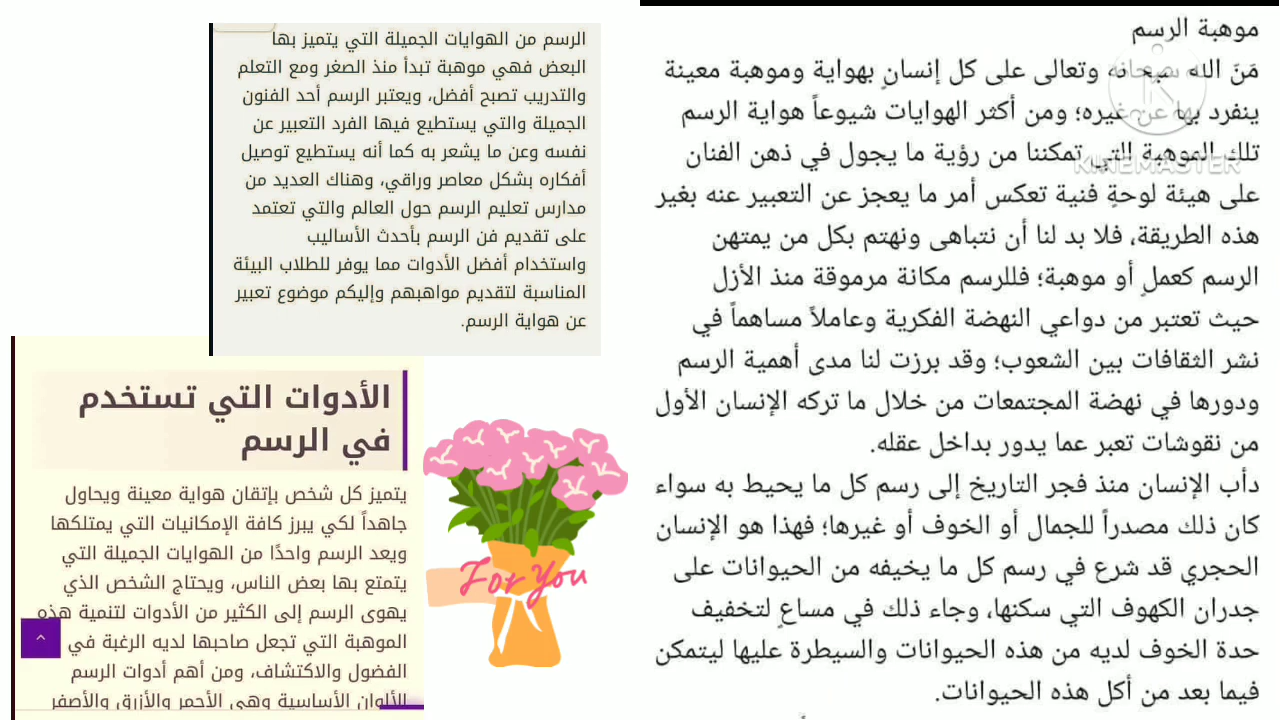 موهبة الرسم
مَنَ الله سبحانه وتعالى على كل إنسانٍ بهواية وموهبة معينة
ينفرد بها عن غيره؛ ومن أكثر الهوايات شيوعاً هواية الرسم
تلك الموهبة التي تمكننا من رؤية ما يجول في ذهن الفنان
على هيئة لوحةٍ فنية تعكس أمر ما يعجز عن التعبير عنه بغير
هذه الطريقة، فلا بد لنا أن نتباهى ونهتم بكل من يمتهن
الرسم كعملٍ أو موهبة؛ فللرسم مكانة مرموقة منذ الأزل
حيث تعتبر من دواعي النهضة الفكرية وعاملاً مساهماً في
نشر الثقافات بين الشعوب؛ وقد برزت لنا مدى أهمية الرسم
ودورها في نهضة المجتمعات من خلال ما تركه الإنسان الأول
من نقوشات تعبر عما يدور بداخل عقله.
دأب الإنسان منذ فجر التاريخ إلى رسم كل ما يحيط به سواء
كان ذلك مصدراً للجمال أو الخوف أو غيرها؛ فهذا هو الإنسان
الحجري قد شرع في رسم كل ما يخيفه من الحيوانات على
جدران الكهوف التي سكنها، وجاء ذلك في مساعٍ لتخفيف
حدة الخوف لديه من هذه الحيوانات والسيطرة عليها ليتمكن
فيما بعد من أكل هذه الحيوانات.
KINEMASTER
الرسم من الهوايات الجميلة التي يتميز بها
البعض فهي موهبة تبدأ منذ الصغر ومع التعلم
والتدريب تصبح أفضل، ويعتبر الرسم أحد الفنون
الجميلة والتي يستطيع فيها الفرد التعبير عن
نفسه وعن ما يشعر به كما أنه يستطيع توصيل
أفكاره بشكل معاصر وراقي، وهناك العديد من
مدارس تعليم الرسم حول العالم والتي تعتمد
على تقديم فن الرسم بأحدث الأساليب
واستخدام أفضل الأدوات مما يوفر للطلاب البيئة
المناسبة لتقديم مواهبهم وإليكم موضوع تعبير
عن هواية الرسم.
الأدوات التي تستخدم
في الرسم
يتميز كل شخص بإتقان هواية معينة ويحاول
جاهداً لكي يبرز كافة الإمكانيات التي يمتلكها
ويعد الرسم واحدًا من الهوايات الجميلة التي
يتمتع بها بعض الناس، ويحتاج الشخص الذي
يهوى الرسم إلى الكثير من الأدوات لتنمية هذه
الموهبة التي تجعل صاحبها لديه الرغبة في
الفضول والاكتشاف، ومن أهم أدوات الرسم
الألوان الأساسية وهي الأحمر والأزرق والأصفر
For You